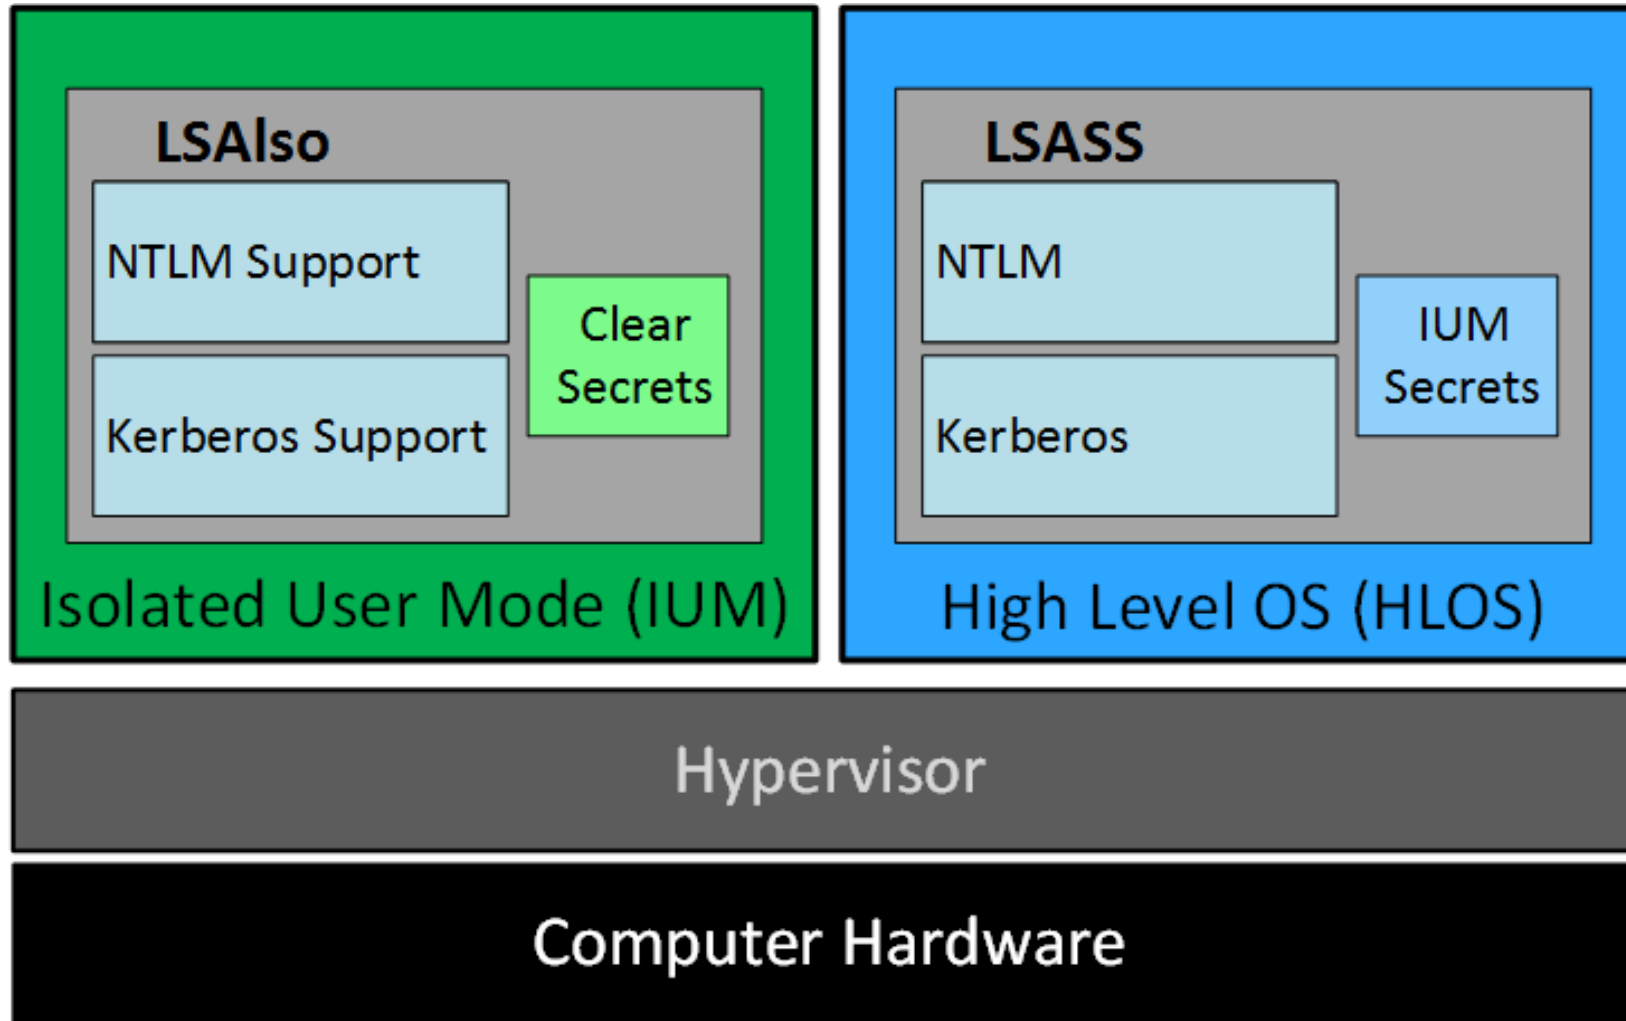 LSAIso
NTLM Support
Kerberos Support
Clear
Secrets
Isolated User Mode (IUM)
LSASS
NTLM
Kerberos
IUM
Secrets
High Level OS (HLOS)
Hypervisor
Computer Hardware